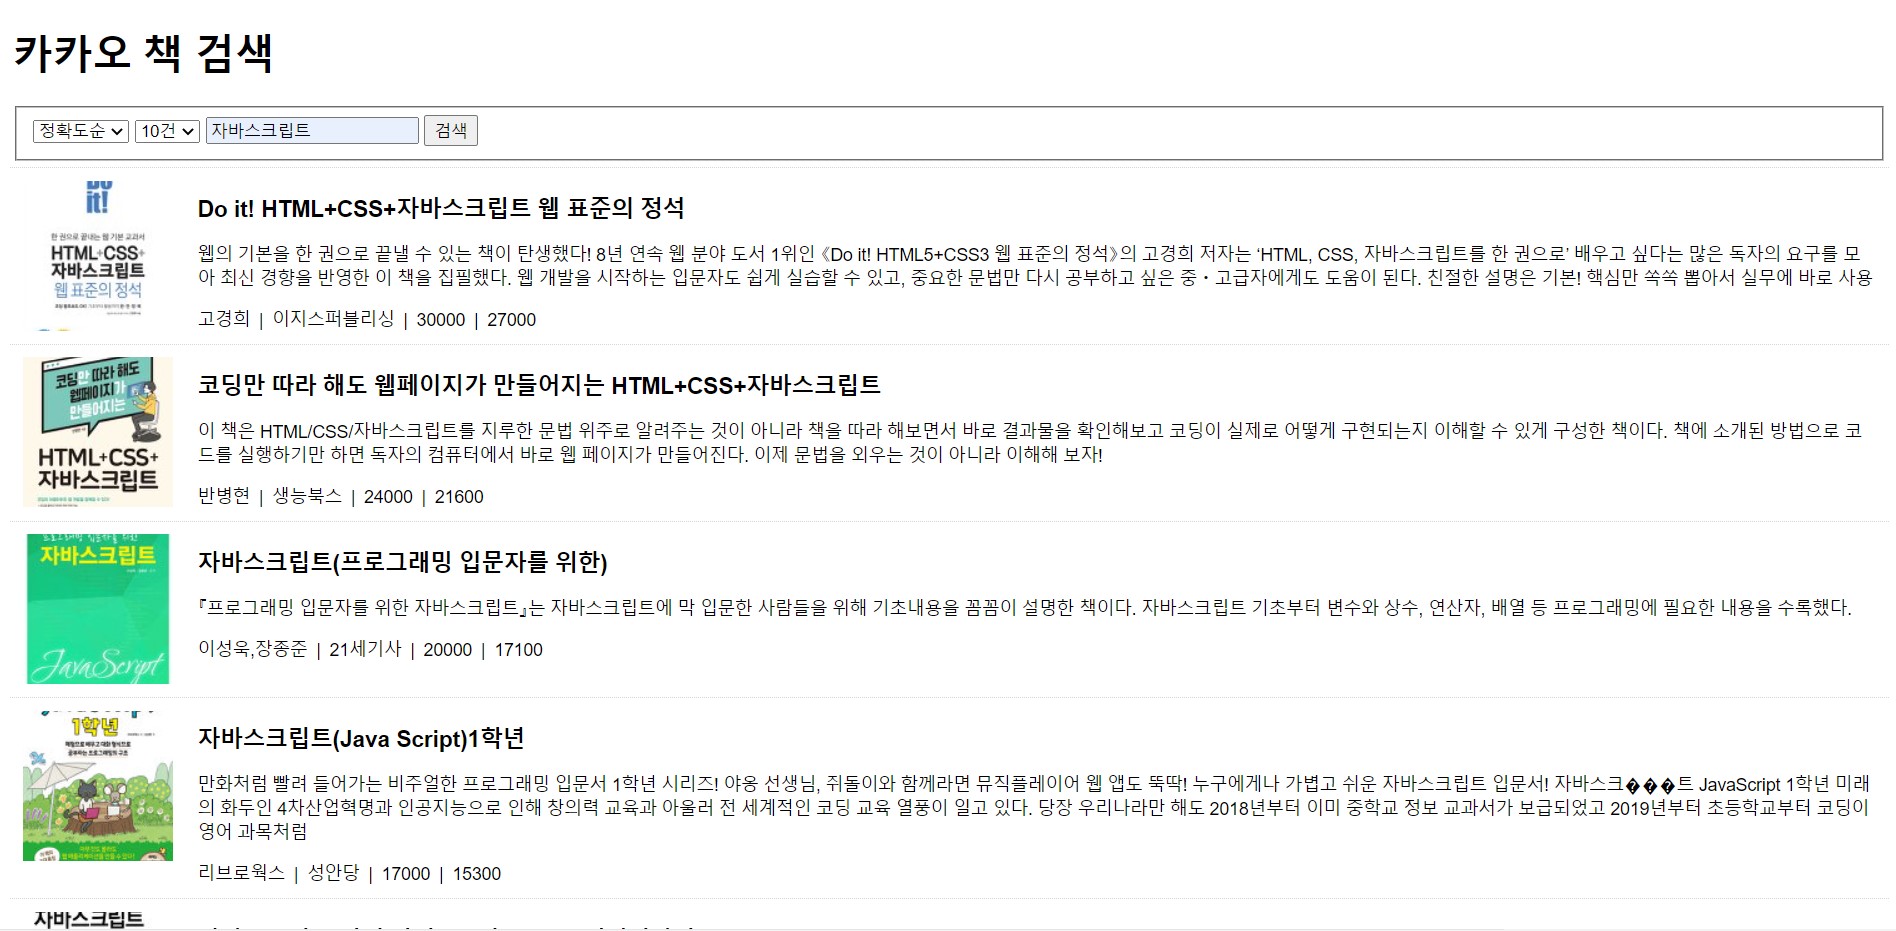 카카오 책 검색
정확도순 10건 자바스크립트 검색
Do it!
한 권으로 끝내는 웹 기본 교과서
HTML+CSS+
자바스크립트
웹 표준의 정석
Do it! HTML+CSS+자바스크립트 웹 표준의 정석
웹의 기본을 한 권으로 끝낼 수 있는 책이 탄생했다! 8년 연속 웹 분야 도서 1위인 《Do it! HTML5+CSS3 웹 표준의 정석》의 고경희 저자는 ‘HTML, CSS, 자바스크립트를 한 권으로’ 배우고 싶다는 많은 독자의 요구를 모
아 최신 경향을 반영한 이 책을 집필했다. 웹 개발을 시작하는 입문자도 쉽게 실습할 수 있고, 중요한 문법만 다시 공부하고 싶은 중・고급자에게도 도움이 된다. 친절한 설명은 기본! 핵심만 쏙쏙 뽑아서 실무에 바로 사용
고경희 | 이지스퍼블리싱 | 30000 | 27000
코딩만 따라 해도
웹페이지가
만들어지는
HTML+CSS+
자바스크립트
코딩만 따라 해도 웹페이지가 만들어지는 HTML+CSS+자바스크립트
이 책은 HTML/CSS/자바스크립트를 지루한 문법 위주로 알려주는 것이 아니라 책을 따라 해보면서 바로 결과물을 확인해보고 코딩이 실제로 어떻게 구현되는지 이해할 수 있게 구성한 책이다. 책에 소개된 방법으로 코
드를 실행하기만 하면 독자의 컴퓨터에서 바로 웹 페이지가 만들어진다. 이제 문법을 외우는 것이 아니라 이해해 보자!
반병현 | 생능북스 | 24000 | 21600
프로그래밍 입문자를 위한
자바스크립트
JavaScript
자바스크립트(프로그래밍 입문자를 위한)
『프로그래밍 입문자를 위한 자바스크립트』는 자바스크립트에 막 입문한 사람들을 위해 기초내용을 꼼꼼이 설명한 책이다. 자바스크립트 기초부터 변수와 상수, 연산자, 배열 등 프로그래밍에 필요한 내용을 수록했다.
이성욱,장종준 | 21세기사 | 20000 | 17100
1학년
체험으로 배우고 대화 형식으로
공부하는 프로그래밍의 구조
자바스크립트(Java Script)1학년
만화처럼 빨려 들어가는 비주얼한 프로그래밍 입문서 1학년 시리즈! 야옹 선생님, 쥐돌이와 함께라면 뮤직플레이어 웹 앱도 뚝딱! 누구에게나 가볍고 쉬운 자바스크립트 입문서! 자바스크���트 JavaScript 1학년 미래
의 화두인 4차산업혁명과 인공지능으로 인해 창의력 교육과 아울러 전 세계적인 코딩 교육 열풍이 일고 있다. 당장 우리나라만 해도 2018년부터 이미 중학교 정보 교과서가 보급되었고 2019년부터 초등학교부터 코딩이
영어 과목처럼
리브로웍스 | 성안당 | 17000 | 15300
자바스크립트